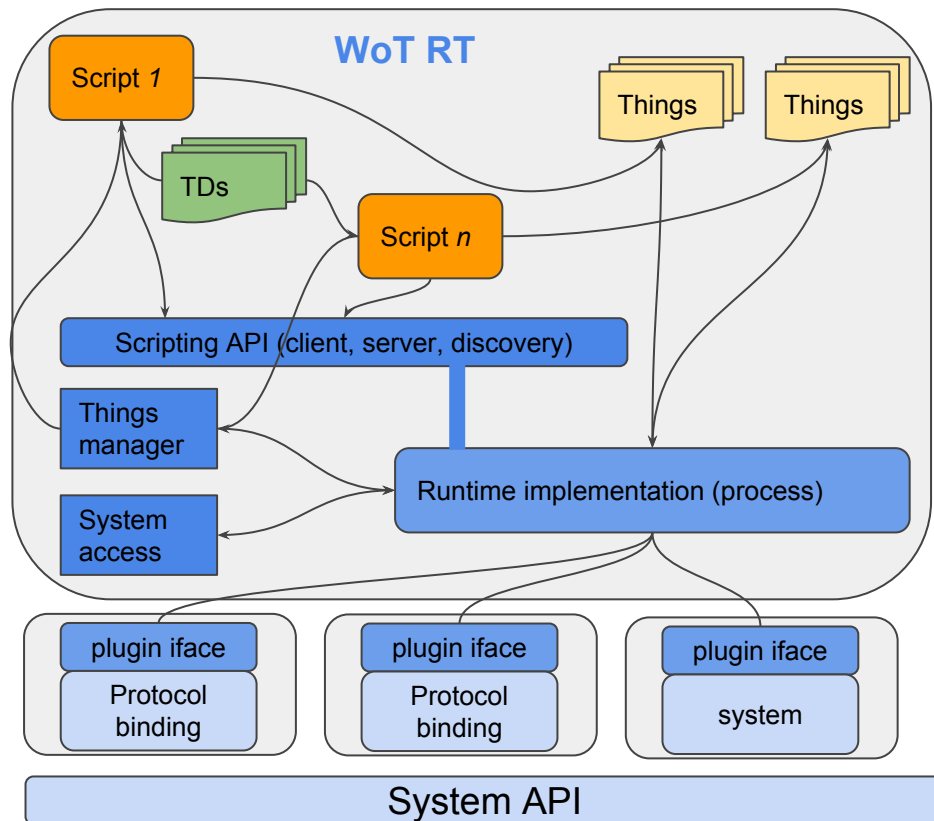 WoT RT
Script 1
Things
Things
TDs
Script n
Scripting API (client, server, discovery)
Things
manager
Runtime implementation (process)
System
access
plugin iface
Protocol
binding
plugin iface
Protocol
binding
plugin iface
system
System API